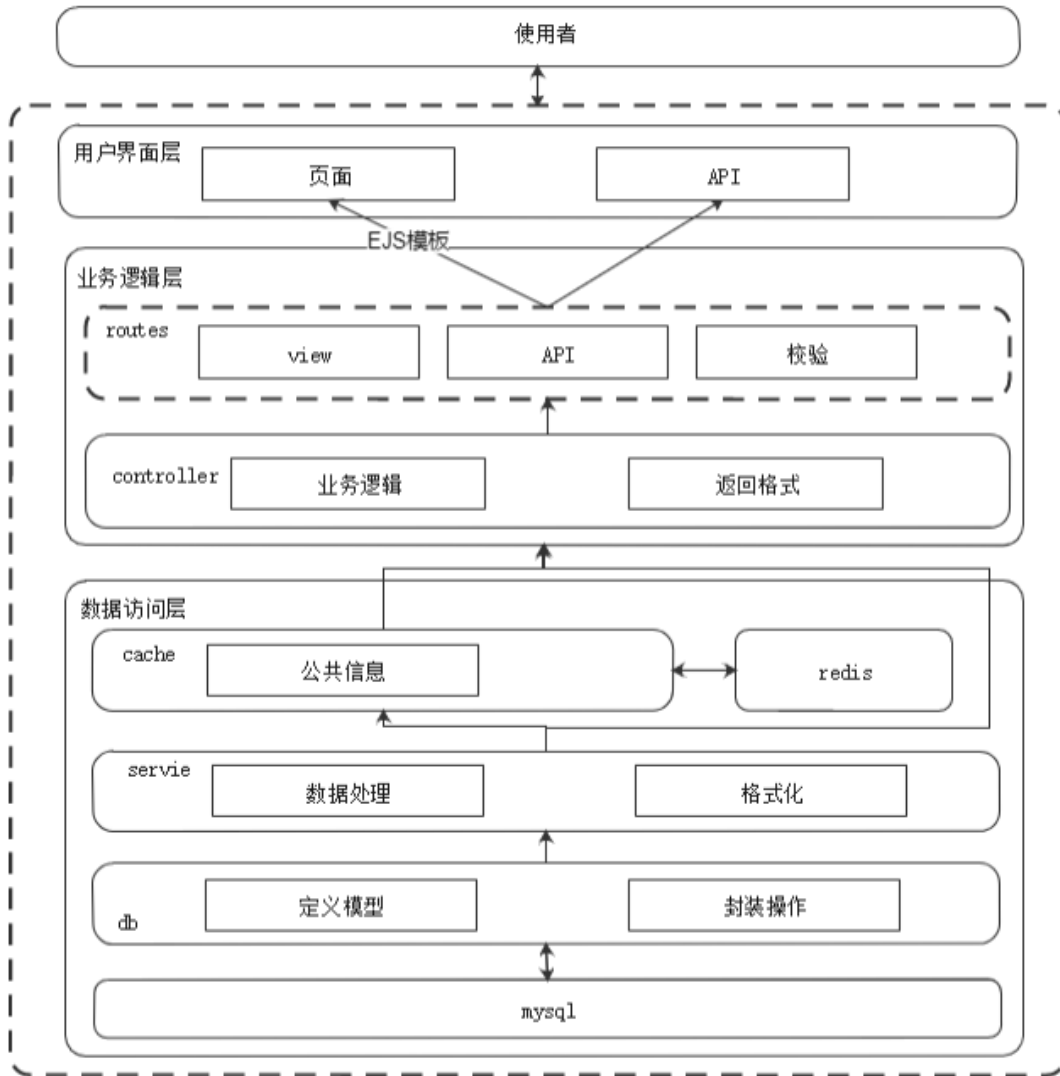 使用者
用户界面层
页面
API
EJS模板
业务逻辑层
routes
view
API
校验
controller
业务逻辑
返回格式
数据访问层
cache
公共信息
redis
servie
数据处理
格式化
db
定义模型
封装操作
mysql